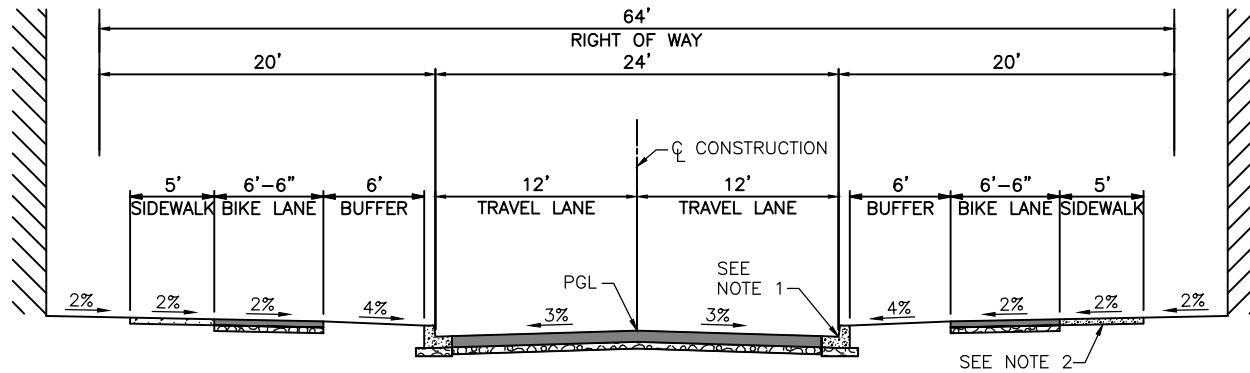 64'
RIGHT OF WAY
20' 24' 20'
℄ CONSTRUCTION
5' 6'-6" 6' 12' 12' 6' 6'-6" 5'
SIDEWALK BIKE LANE BUFFER TRAVEL LANE TRAVEL LANE BUFFER BIKE LANE SIDEWALK
SEE
NOTE 1
PGL
2% 2% 2% 4% 3% 3% 4% 2% 2% 2%
SEE NOTE 2